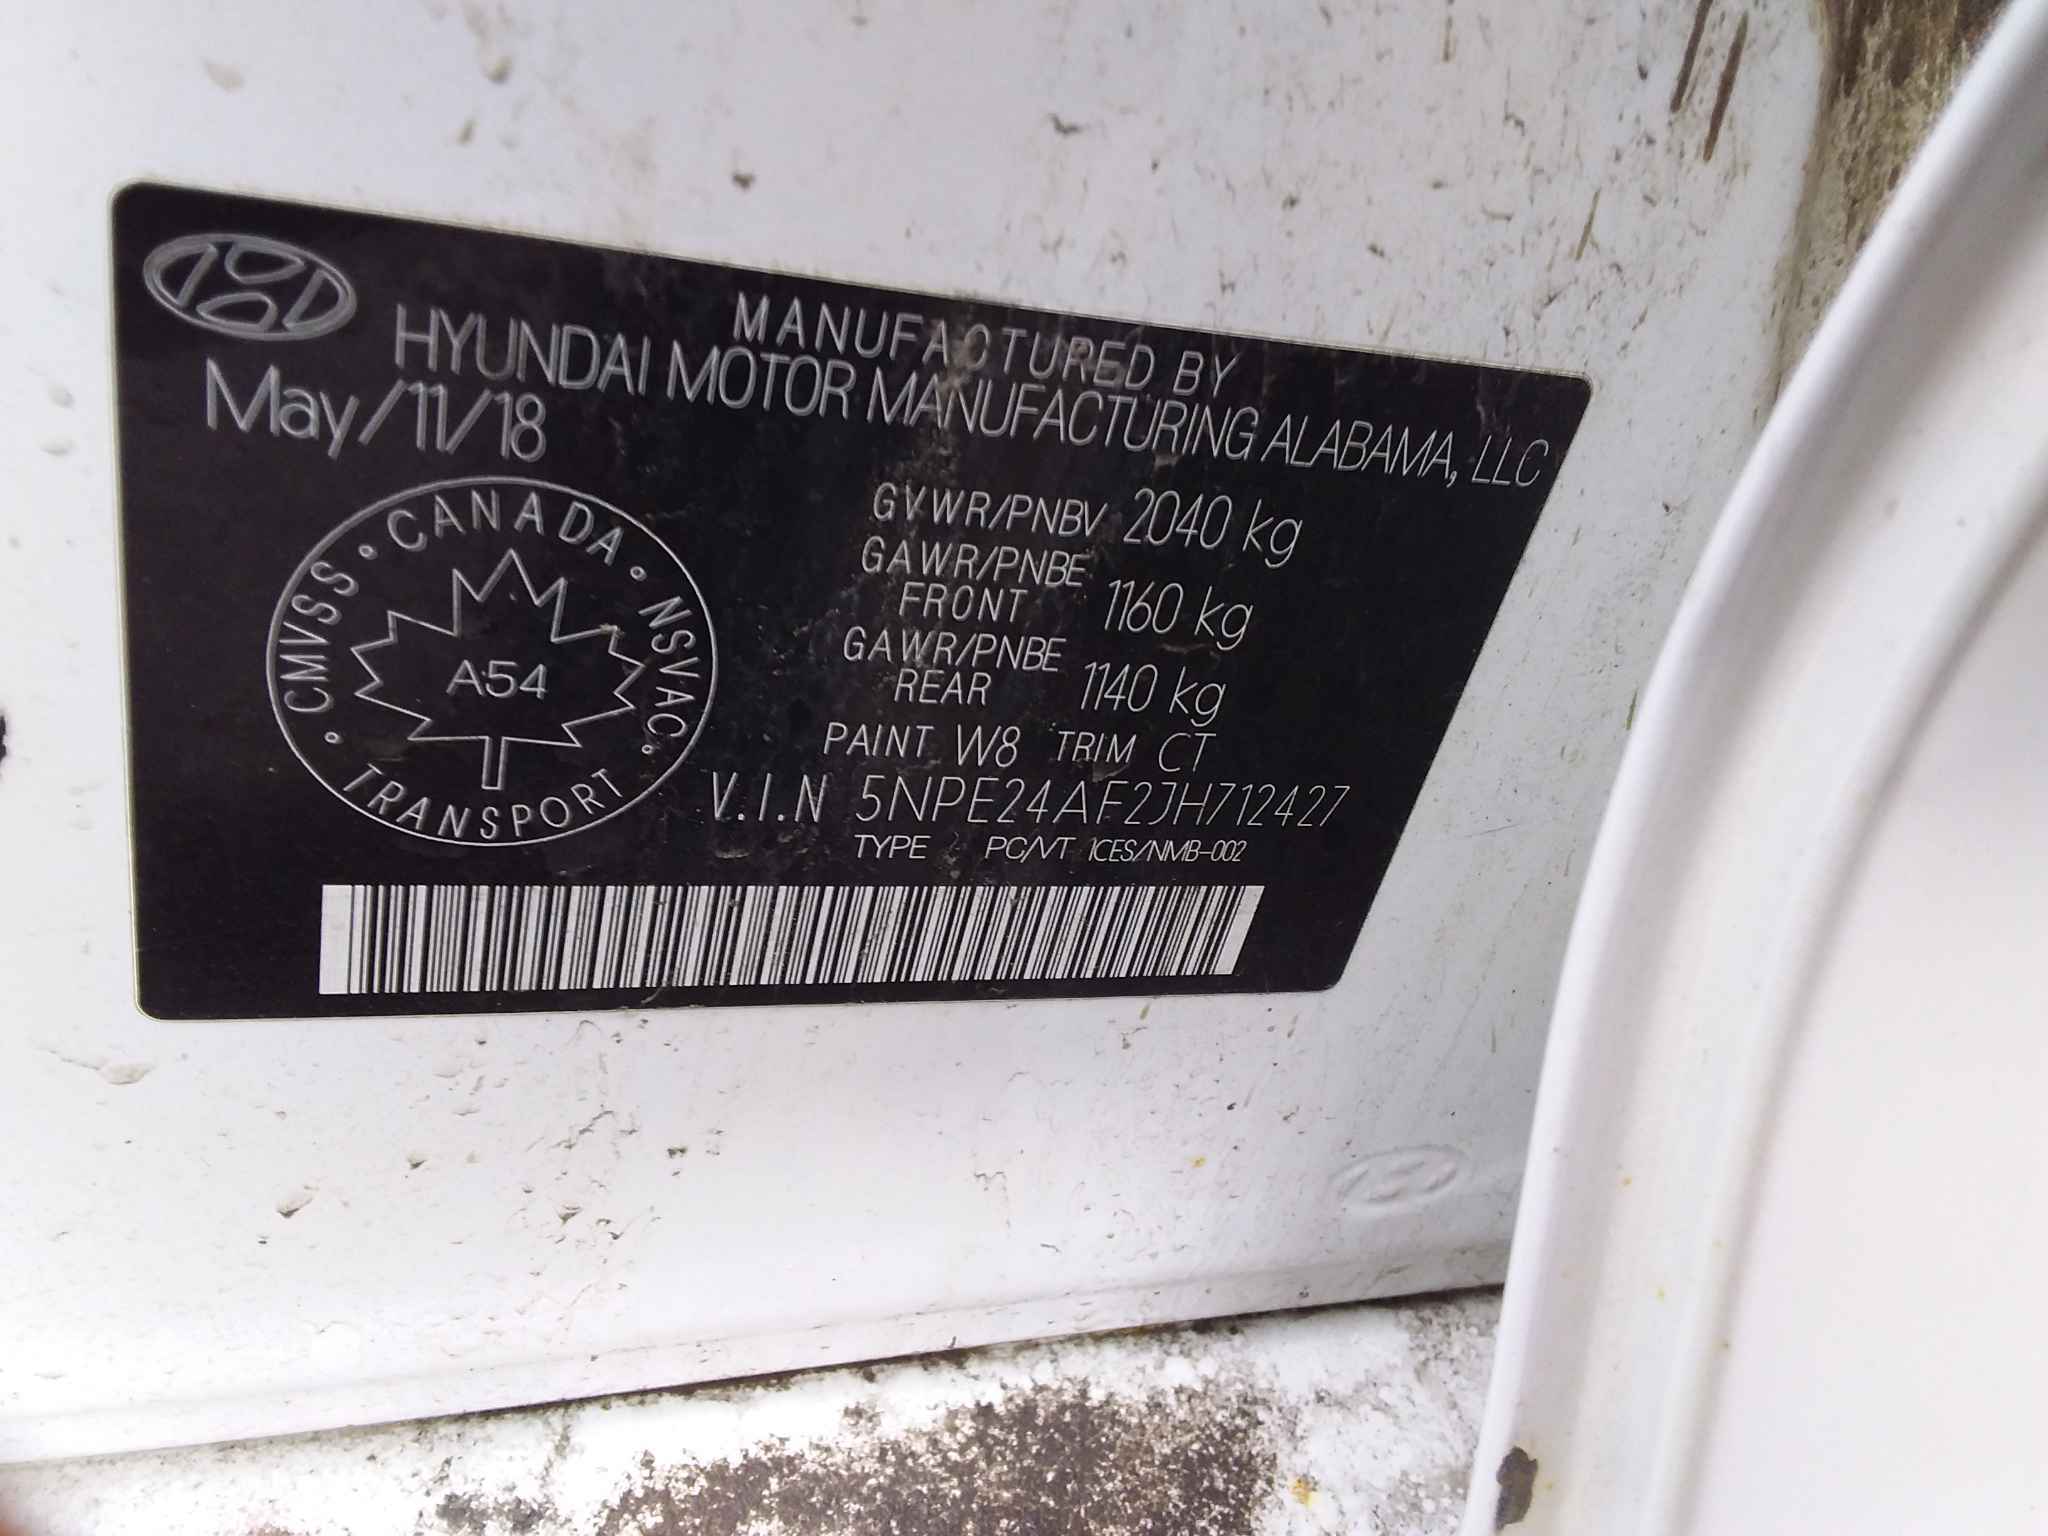 MANUFACTURED BY
HYUNDAI MOTOR MANUFACTURING ALABAMA, LLC
May/11/18
CANADA
CMVSS
NSVAC
TRANSPORT
A54
GVWR/PNBV 2040 kg
GAWR/PNBE
FRONT 1160 kg
GAWR/PNBE
REAR 1140 kg
PAINT W8 TRIM CT
V.I.N 5NPE24AF2JH712427
TYPE PC/VT ICES/NMB-002